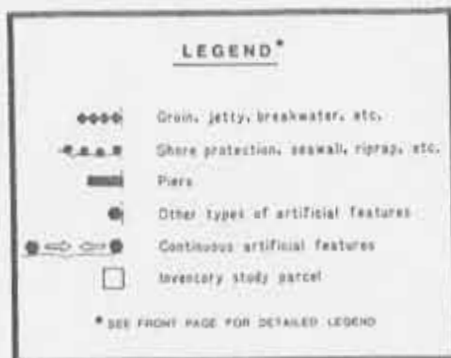 LEGEND*
Groin, jetty, breakwater, etc.
Shore protection, seawall, riprap, etc.
Piers
Other types of artificial features
Continuous artificial features
Inventory study parcel
* SEE FRONT PAGE FOR DETAILED LEGEND